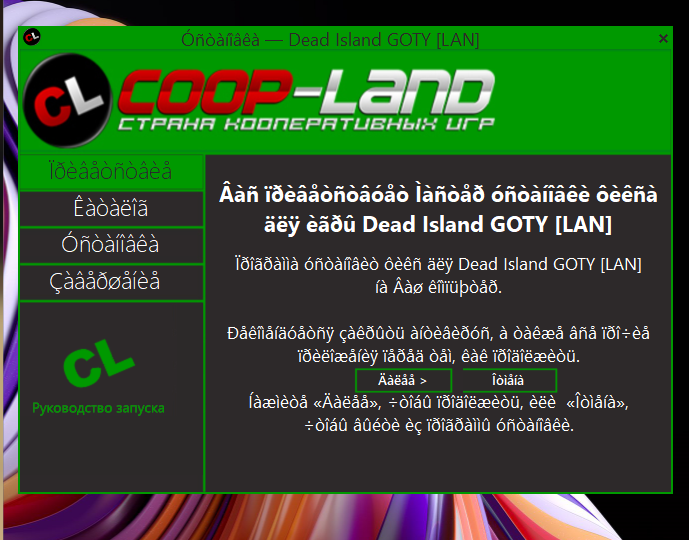 Óñòàíîâêà — Dead Island GOTY [LAN]
CL COOP-LAND
СТРАНА КООПЕРАТИВНЫХ ИГР
Ïðèâåòñòâèå
Êàòàëîã
Óñòàíîâêà
Çàâåðøåíèå
CL
Руководство запуска
Âàñ ïðèâåòñòâóåò Ìàñòåð óñòàíîâêè ôèêñà
äëÿ èãðû Dead Island GOTY [LAN]
Ïðîãðàììà óñòàíîâèò ôèêñ äëÿ Dead Island GOTY [LAN]
íà Âàø êîìïüþòåð.
Ðåêîìåíäóåòñÿ çàêðûòü àíòèâèðóñ, à òàêæå âñå ïðî÷èå
ïðèëîæåíèÿ ïåðåä òåì, êàê ïðîäîëæèòü.
Äàëåå >
Îòìåíà
Íàæìèòå «Äàëåå», ÷òîáû ïðîäîëæèòü, èëè «Îòìåíà»,
÷òîáû âûéòè èç ïðîãðàììû óñòàíîâêè.